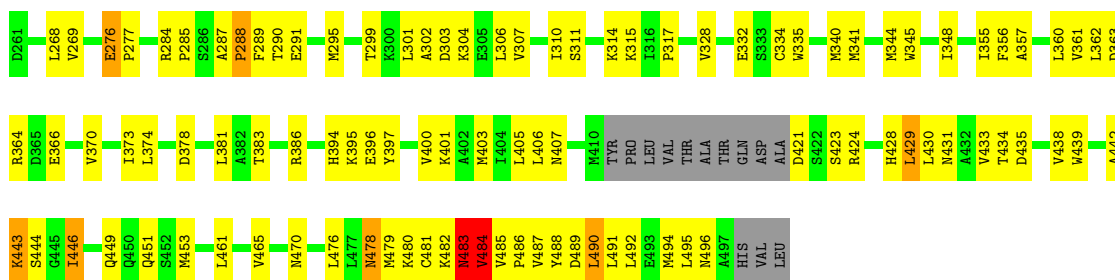 D261 L268 V269 E276 P277 R284 P285 S286 A287 P288 F289 T290 E291 M295 T299 K300 L301 A302 D303 K304 E305 L306 V307 I310 S311 K314 K315 I316 P317 V328 E332 S333 C334 W335 M340 M341 M344 W345 I348 I355 F356 A357 L360 V361 L362 D363
R364 D365 E366 V370 I373 L374 D378 L381 A382 T383 R386 H394 K395 E396 Y397 V400 K401 A402 M403 I404 L405 L406 N407 M410 TYR PRO LEU VAL THR ALA THR GLN ASP ALA D421 S422 S423 R424 H428 L429 L430 N431 A432 V433 T434 D435 V438 W439 A442
K443 S444 G445 I446 Q449 Q450 Q451 S452 M453 L461 V465 N470 L476 L477 N478 M479 K480 C481 K482 N483 V484 V485 P486 V487 Y488 D489 L490 L491 L492 E493 M494 L495 N496 A497 HIS VAL LEU